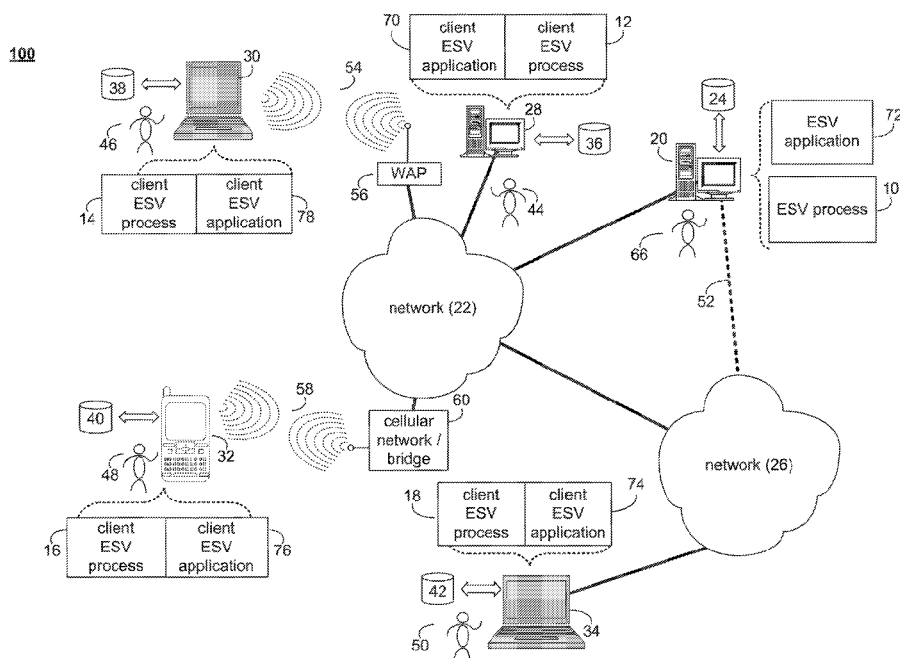 100
70
client
ESV
application
client
ESV
process
12
30
54
38
46
28
36
24
20
ESV
application
72
ESV process
10
WAP
56
44
14
client
ESV
process
client
ESV
application
78
66
52
network (22)
58
60
cellular
network /
bridge
40
32
48
network (26)
18
client
ESV
process
client
ESV
application
74
16
client
ESV
process
client
ESV
application
76
42
34
50